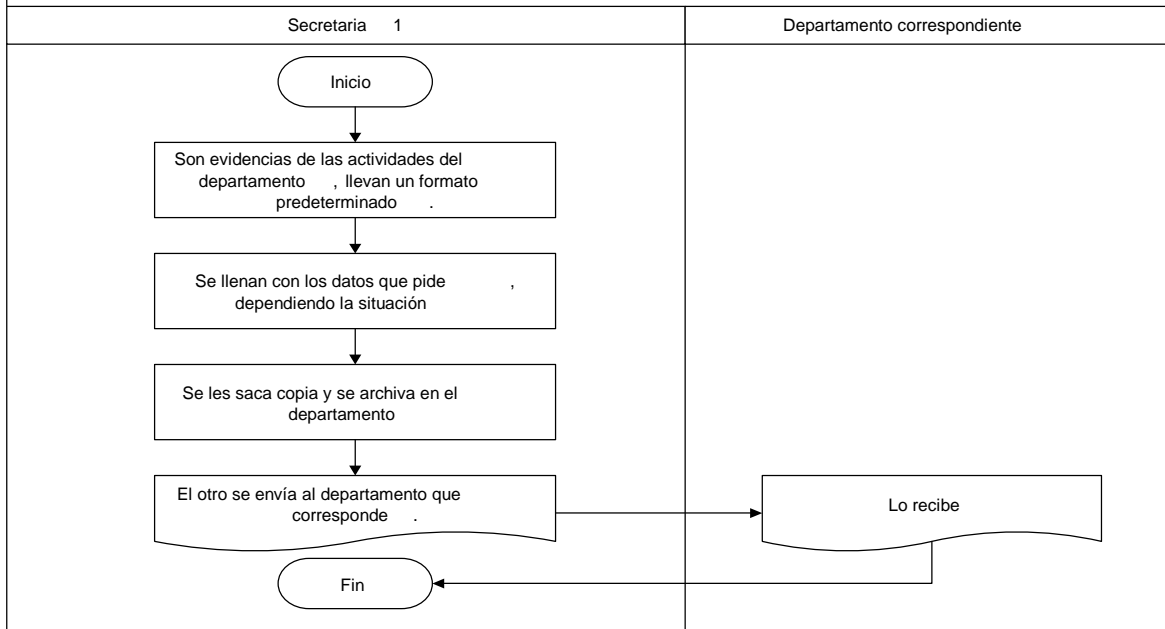 Secretaria 1
Departamento correspondiente
Inicio
Son evidencias de las actividades del
departamento , llevan un formato
predeterminado .
Se llenan con los datos que pide ,
dependiendo la situación
Se les saca copia y se archiva en el
departamento
El otro se envía al departamento que
corresponde .
Lo recibe
Fin